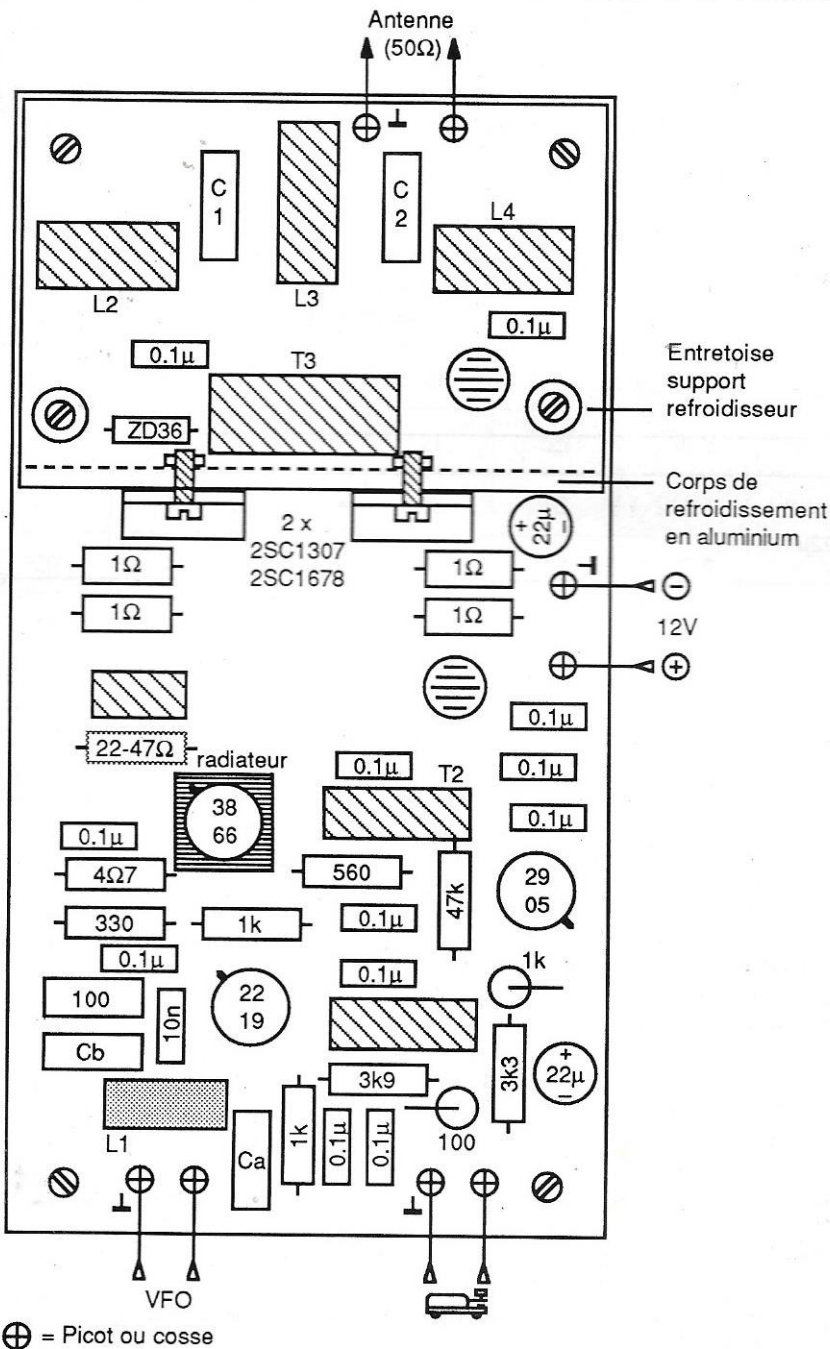 Antenne
(50Ω)
C
1
C
2
L4
L2
L3
0.1µ
0.1µ
T3
Entretoise
support
refroidisseur
ZD36
Corps de
refroidissement
en aluminium
2 x
2SC1307
2SC1678
+ 22µ –
1Ω
1Ω
1Ω
1Ω
–
12V
+
0.1µ
22-47Ω
radiateur
0.1µ
T2
0.1µ
0.1µ
38
66
0.1µ
4Ω7
560
47k
29
05
330
1k
0.1µ
0.1µ
0.1µ
1k
100
10n
22
19
Cb
3k9
3k3
+
22µ
–
L1
Ca
1k
0.1µ
0.1µ
100
VFO
= Picot ou cosse